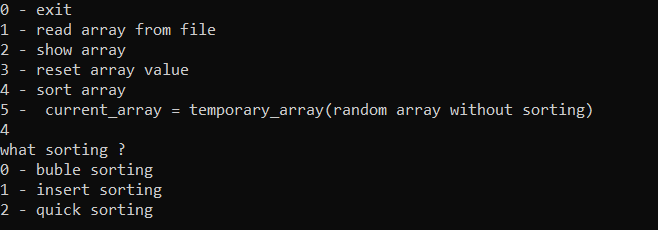 0 - exit
1 - read array from file
2 - show array
3 - reset array value
4 - sort array
5 -  current_array = temporary_array(random array without sorting)
4
what sorting ?
0 - buble sorting
1 - insert sorting
2 - quick sorting